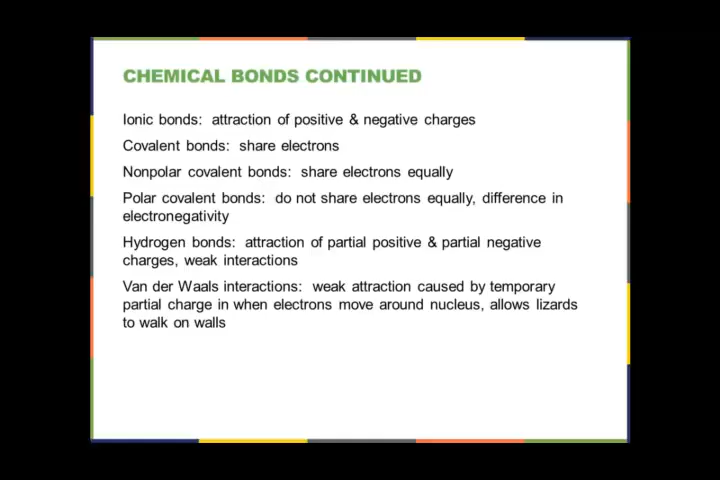 CHEMICAL BONDS CONTINUED
Ionic bonds: attraction of positive & negative charges
Covalent bonds: share electrons
Nonpolar covalent bonds: share electrons equally
Polar covalent bonds: do not share electrons equally, difference in
electronegativity
Hydrogen bonds: attraction of partial positive & partial negative
charges, weak interactions
Van der Waals interactions: weak attraction caused by temporary
partial charge in when electrons move around nucleus, allows lizards
to walk on walls